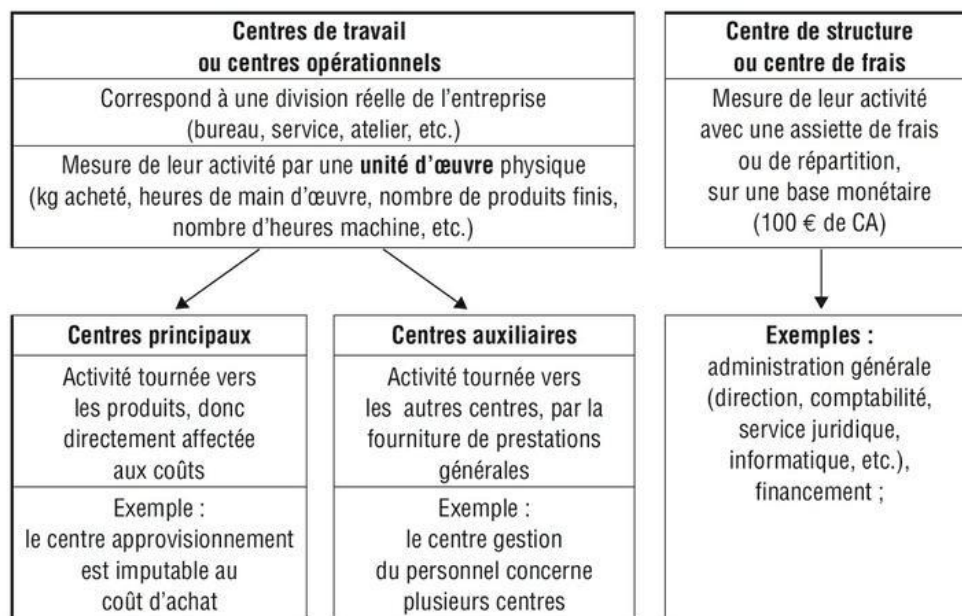 Centres de travail
ou centres opérationnels
Correspond à une division réelle de l'entreprise
(bureau, service, atelier, etc.)
Mesure de leur activité par une unité d'œuvre physique
(kg acheté, heures de main d'œuvre, nombre de produits finis,
nombre d'heures machine, etc.)
Centre de structure
ou centre de frais
Mesure de leur activité
avec une assiette de frais
ou de répartition,
sur une base monétaire
(100 € de CA)
Centres principaux
Activité tournée vers
les produits, donc
directement affectée
aux coûts
Exemple :
le centre approvisionnement
est imputable au
coût d'achat
Centres auxiliaires
Activité tournée vers
les autres centres, par la
fourniture de prestations
générales
Exemple :
le centre gestion
du personnel concerne
plusieurs centres
Exemples :
administration générale
(direction, comptabilité,
service juridique,
informatique, etc.),
financement ;